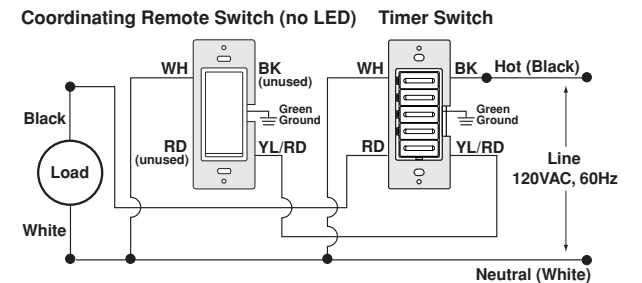 Coordinating Remote Switch (no LED)
Timer Switch
WH
BK
(unused)
WH
BK
Hot (Black)
Black
Green
Ground
Green
Ground
RD
(unused)
YL/RD
RD
YL/RD
Load
Line
120VAC, 60Hz
White
Neutral (White)